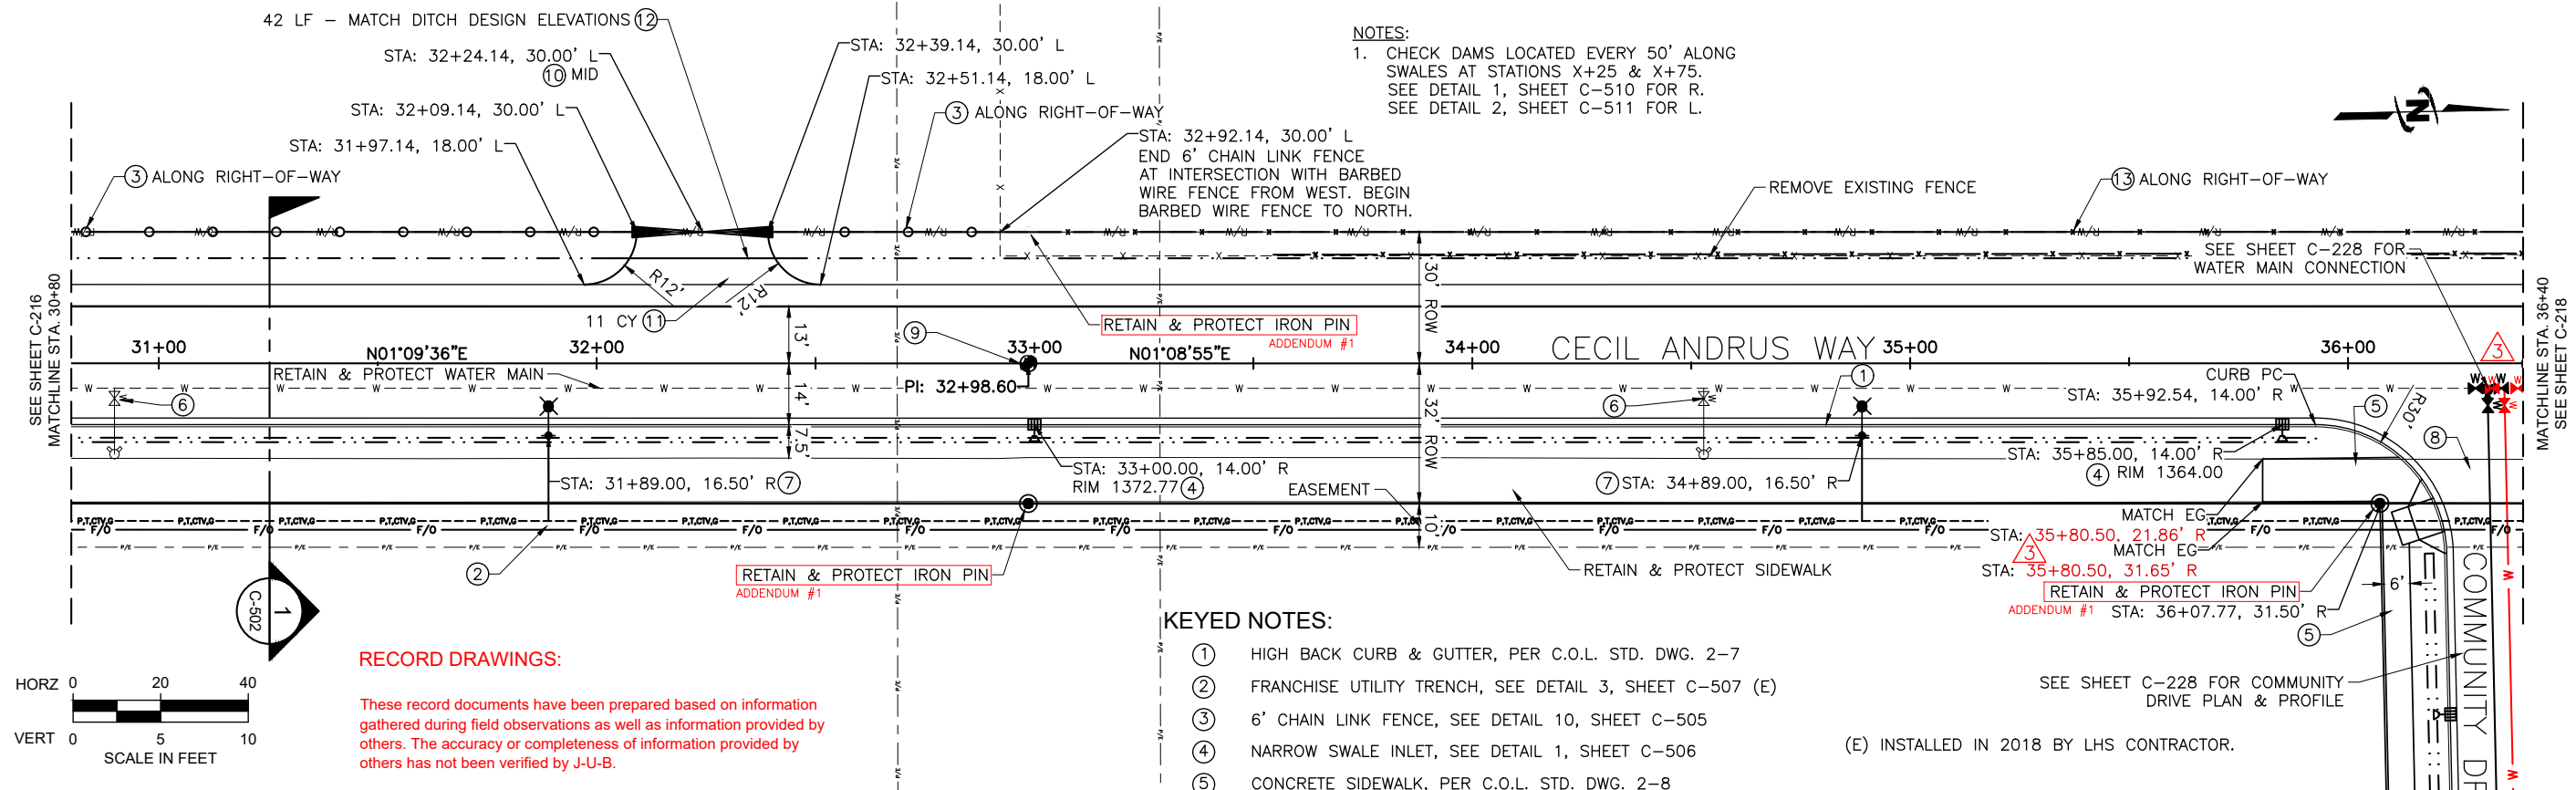 42 LF - MATCH DITCH DESIGN ELEVATIONS 12
STA: 32+24.14, 30.00' L
10 MID
STA: 32+09.14, 30.00' L
STA: 31+97.14, 18.00' L
3 ALONG RIGHT-OF-WAY
STA: 32+39.14, 30.00' L
STA: 32+51.14, 18.00' L
3 ALONG RIGHT-OF-WAY
STA: 32+92.14, 30.00' L
END 6' CHAIN LINK FENCE
AT INTERSECTION WITH BARBED
WIRE FENCE FROM WEST. BEGIN
BARBED WIRE FENCE TO NORTH.
NOTES:
1. CHECK DAMS LOCATED EVERY 50' ALONG
SWALES AT STATIONS X+25 & X+75.
SEE DETAIL 1, SHEET C-510 FOR R.
SEE DETAIL 2, SHEET C-511 FOR L.
N
REMOVE EXISTING FENCE
13 ALONG RIGHT-OF-WAY
SEE SHEET C-228 FOR
WATER MAIN CONNECTION
SEE SHEET C-216
MATCHLINE STA. 30+80
MATCHLINE STA. 36+40
SEE SHEET C-218
R12'
R12'
11 CY 11
13'
14'
7.5'
30' ROW
32' ROW
10'
9
RETAIN & PROTECT IRON PIN
ADDENDUM #1
31+00
N01°09'36"E
32+00
33+00
N01°08'55"E
34+00
CECIL ANDRUS WAY
35+00
36+00
3
RETAIN & PROTECT WATER MAIN
PI: 32+98.60
6
6
1
CURB PC
STA: 35+92.54, 14.00' R
5
R30'
8
STA: 31+89.00, 16.50' R 7
STA: 33+00.00, 14.00' R
RIM 1372.77 4
EASEMENT
7 STA: 34+89.00, 16.50' R
STA: 35+85.00, 14.00' R
4 RIM 1364.00
P,T,CTV,G
F/O
2
RETAIN & PROTECT IRON PIN
ADDENDUM #1
RETAIN & PROTECT SIDEWALK
MATCH EG
STA: 35+80.50, 21.86' R
3
MATCH EG
STA: 35+80.50, 31.65' R
RETAIN & PROTECT IRON PIN
ADDENDUM #1
STA: 36+07.77, 31.50' R
6'
5
COMMUNITY DR
SEE SHEET C-228 FOR COMMUNITY
DRIVE PLAN & PROFILE
1
C-502
HORZ 0 20 40
VERT 0 5 10
SCALE IN FEET
RECORD DRAWINGS:
These record documents have been prepared based on information
gathered during field observations as well as information provided by
others. The accuracy or completeness of information provided by
others has not been verified by J-U-B.
KEYED NOTES:
1 HIGH BACK CURB & GUTTER, PER C.O.L. STD. DWG. 2-7
2 FRANCHISE UTILITY TRENCH, SEE DETAIL 3, SHEET C-507 (E)
3 6' CHAIN LINK FENCE, SEE DETAIL 10, SHEET C-505
4 NARROW SWALE INLET, SEE DETAIL 1, SHEET C-506
5 CONCRETE SIDEWALK, PER C.O.L. STD. DWG. 2-8
(E) INSTALLED IN 2018 BY LHS CONTRACTOR.